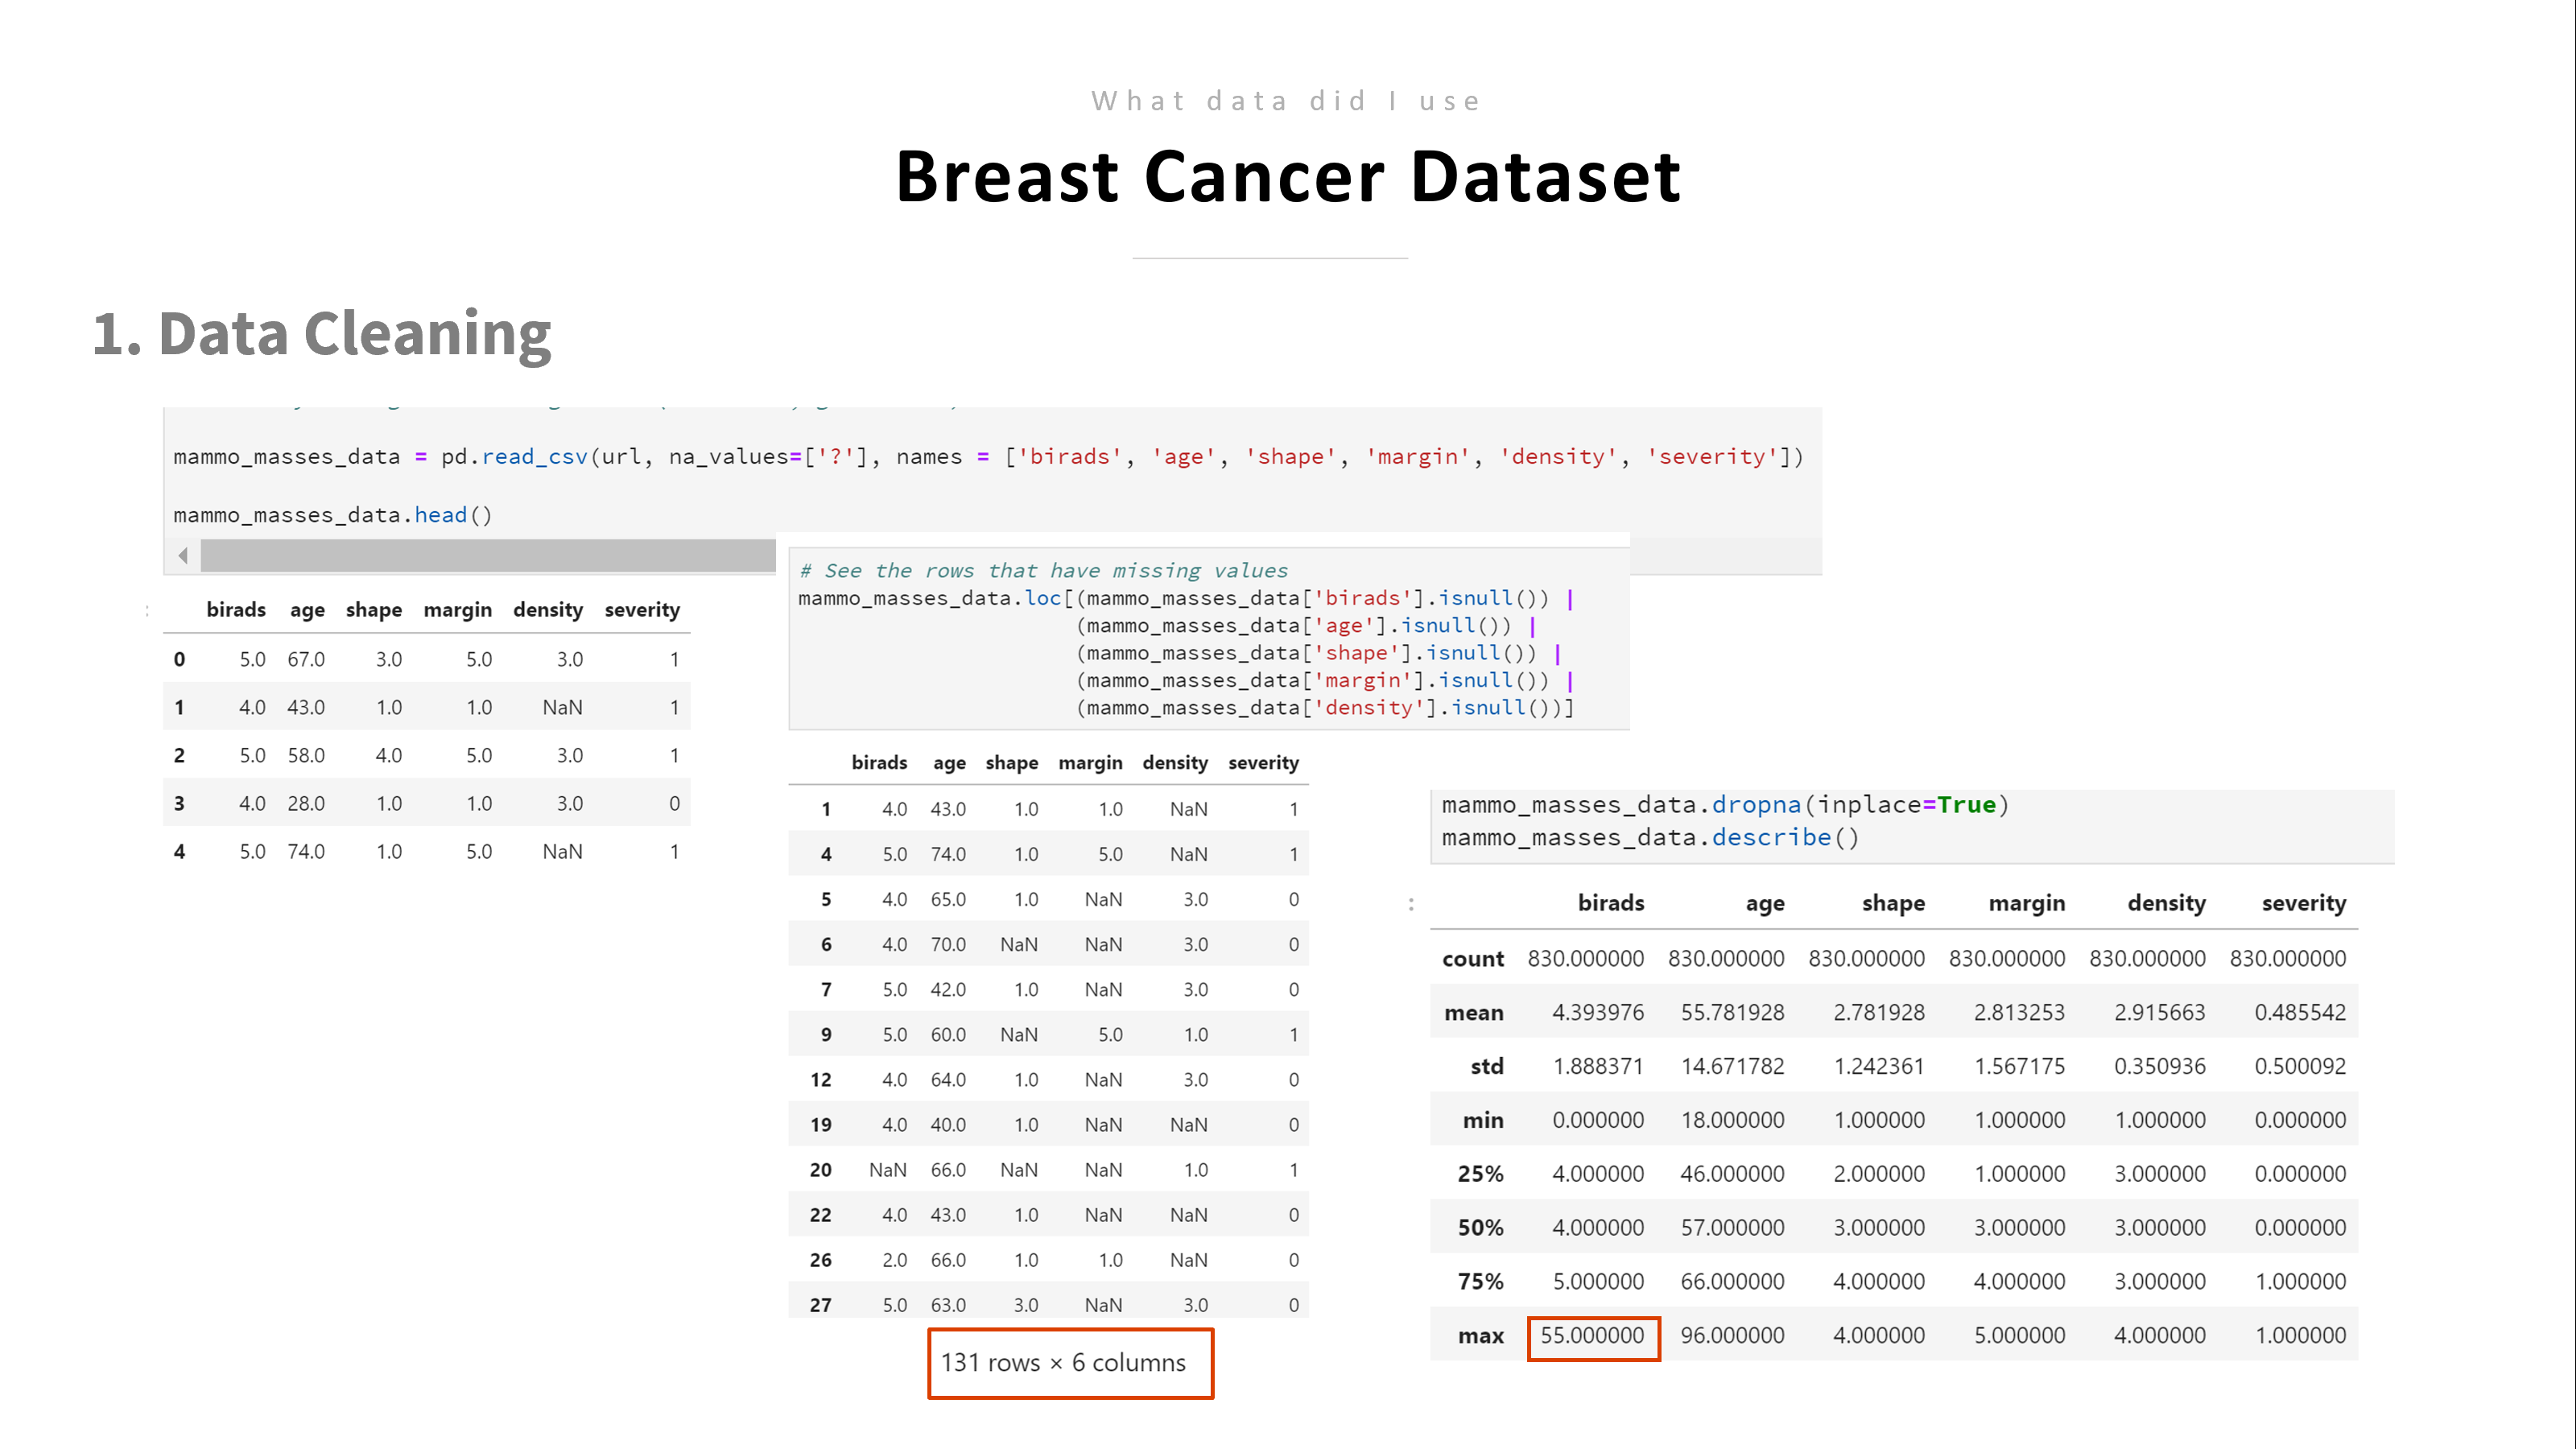 What data did I use
Breast Cancer Dataset
1. Data Cleaning
mammo_masses_data = pd.read_csv(url, na_values=['?'], names = ['birads', 'age', 'shape', 'margin', 'density', 'severity'])
mammo_masses_data.head()
birads age shape margin density severity
0 5.0 67.0 3.0 5.0 3.0 1
1 4.0 43.0 1.0 1.0 NaN 1
2 5.0 58.0 4.0 5.0 3.0 1
3 4.0 28.0 1.0 1.0 3.0 0
4 5.0 74.0 1.0 5.0 NaN 1
# See the rows that have missing values
mammo_masses_data.loc[(mammo_masses_data['birads'].isnull()) |
(mammo_masses_data['age'].isnull()) |
(mammo_masses_data['shape'].isnull()) |
(mammo_masses_data['margin'].isnull()) |
(mammo_masses_data['density'].isnull())]
birads age shape margin density severity
1 4.0 43.0 1.0 1.0 NaN 1
4 5.0 74.0 1.0 5.0 NaN 1
5 4.0 65.0 1.0 NaN 3.0 0
6 4.0 70.0 NaN NaN 3.0 0
7 5.0 42.0 1.0 NaN 3.0 0
9 5.0 60.0 NaN 5.0 1.0 1
12 4.0 64.0 1.0 NaN 3.0 0
19 4.0 40.0 1.0 NaN NaN 0
20 NaN 66.0 NaN NaN 1.0 1
22 4.0 43.0 1.0 NaN NaN 0
26 2.0 66.0 1.0 1.0 NaN 0
27 5.0 63.0 3.0 NaN 3.0 0
131 rows × 6 columns
mammo_masses_data.dropna(inplace=True)
mammo_masses_data.describe()
birads age shape margin density severity
count 830.000000 830.000000 830.000000 830.000000 830.000000 830.000000
mean 4.393976 55.781928 2.781928 2.813253 2.915663 0.485542
std 1.888371 14.671782 1.242361 1.567175 0.350936 0.500092
min 0.000000 18.000000 1.000000 1.000000 1.000000 0.000000
25% 4.000000 46.000000 2.000000 1.000000 3.000000 0.000000
50% 4.000000 57.000000 3.000000 3.000000 3.000000 0.000000
75% 5.000000 66.000000 4.000000 4.000000 3.000000 1.000000
max 55.000000 96.000000 4.000000 5.000000 4.000000 1.000000